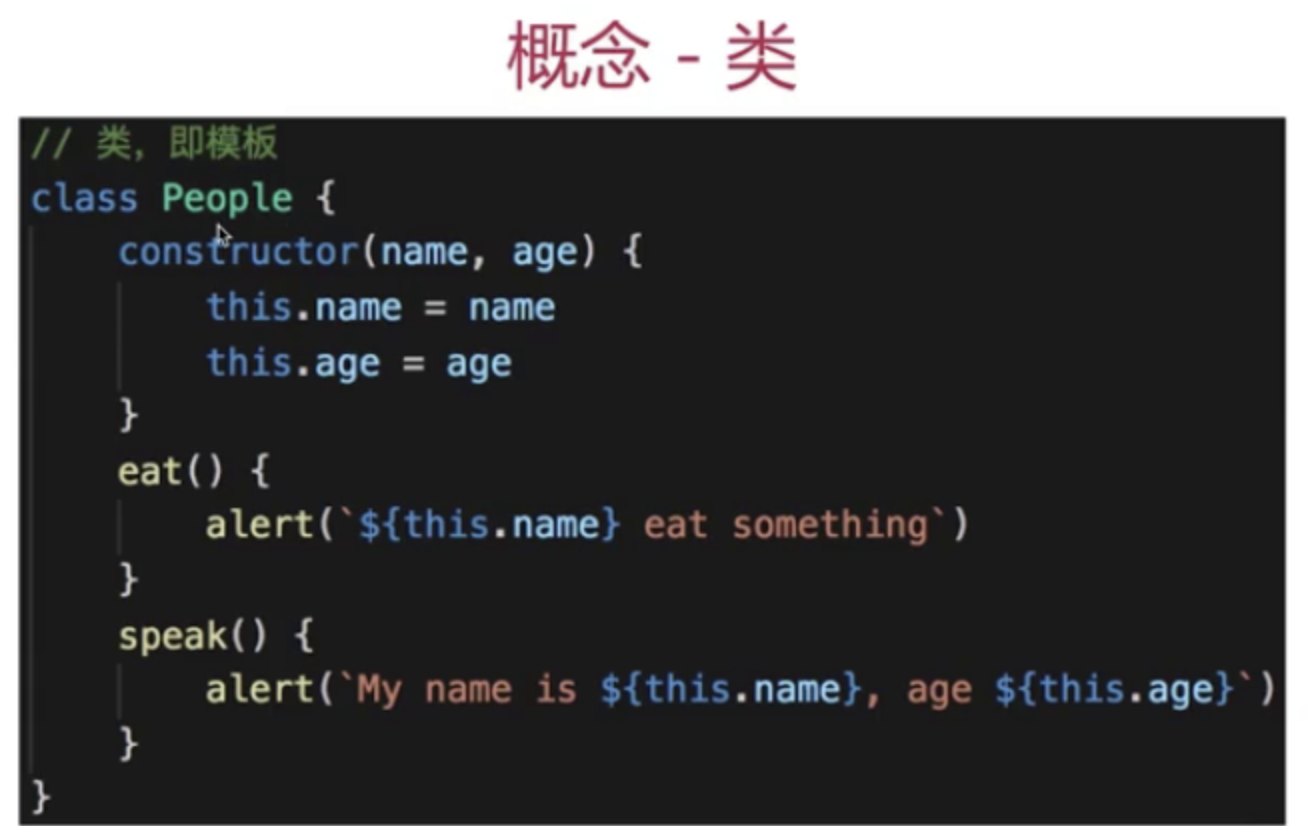 概念 - 类
// 类，即模板
class People {
    constructor(name, age) {
        this.name = name
        this.age = age
    }
    eat() {
        alert(`${this.name} eat something`)
    }
    speak() {
        alert(`My name is ${this.name}, age ${this.age}`)
    }
}